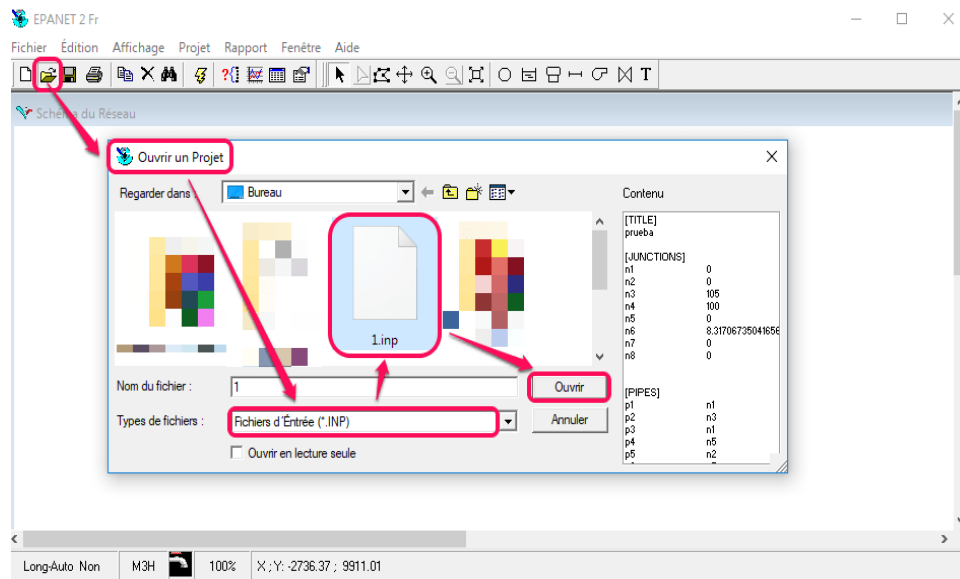 EPANET 2 Fr
Fichier Édition Affichage Projet Rapport Fenêtre Aide
T
Schéma du Réseau
Ouvrir un Projet
Regarder dans : Bureau
Contenu
1.inp
[TITLE]
prueba
[JUNCTIONS]
n1 0
n2 0
n3 105
n4 100
n5 0
n6 8.31706735041656
n7 0
n8 0
[PIPES]
p1 n1
p2 n3
p3 n1
p4 n5
p5 n2
Nom du fichier : 1
Ouvrir
Types de fichiers : Fichiers d´Éntrée (*.INP)
Annuler
Ouvrir en lecture seule
Long-Auto Non M3H 100% X ; Y: -2736.37 ; 9911.01